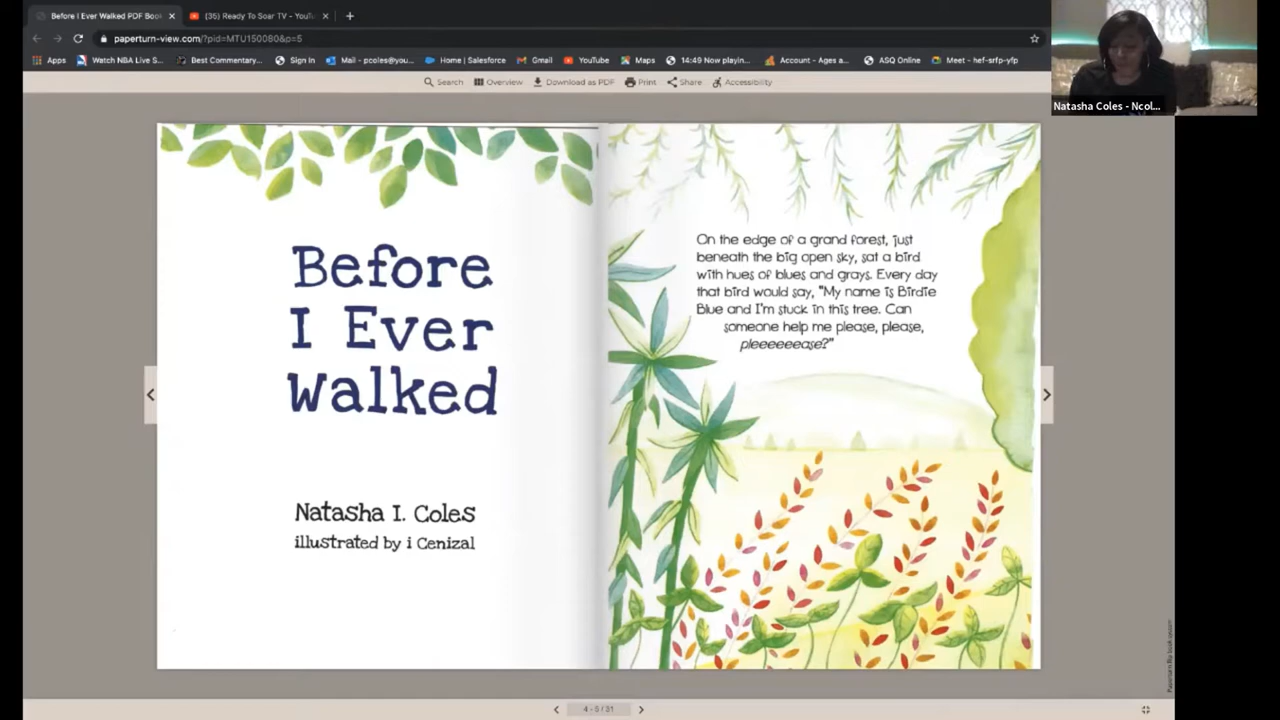 Before I Ever Walked PDF Book
(35) Ready To Soar TV - YouTu
paperturn-view.com/?pid=MTU150080&p=5
Apps
Watch NBA Live S...
Best Commentary...
Sign In
Mail - pcoles@you...
Home | Salesforce
Gmail
YouTube
Maps
14:49 Now playin...
Account - Ages a...
ASQ Online
Meet - hef-srfp-yfp
Search
Overview
Download as PDF
Print
Share
Accessibility
Natasha Coles - Ncol...
Before
I Ever
Walked
Natasha I. Coles
illustrated by i Cenizal
On the edge of a grand forest, just
beneath the big open sky, sat a bird
with hues of blues and grays. Every day
that bird would say, "My name is Birdie
Blue and I'm stuck in this tree. Can
someone help me please, please,
pleeeeeease?"
4 - 5 / 31